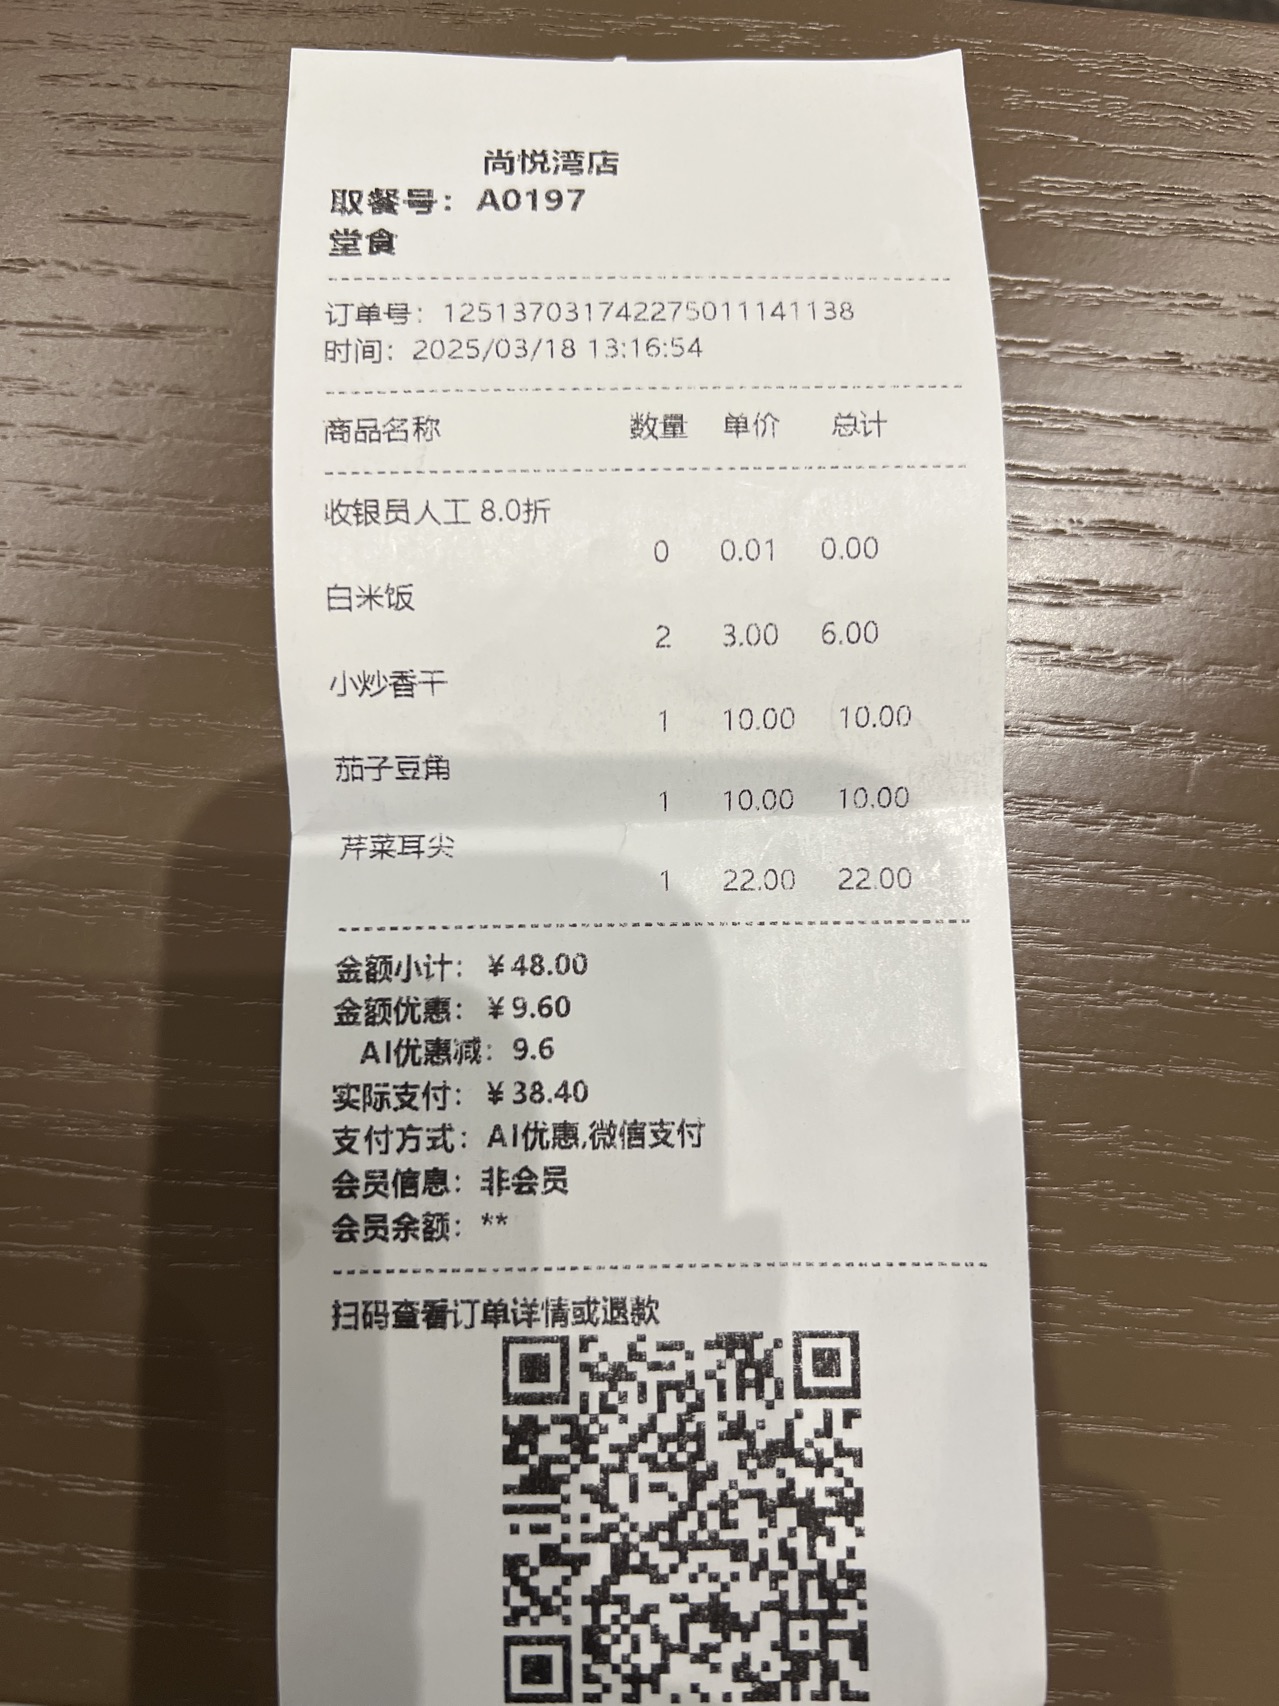 尚悦湾店
取餐号：A0197
堂食
订单号：125137031742275011141138
时间：2025/03/18 13:16:54
商品名称 数量 单价 总计
收银员人工 8.0折
0 0.01 0.00
白米饭
2 3.00 6.00
小炒香干
1 10.00 10.00
茄子豆角
1 10.00 10.00
芹菜耳尖
1 22.00 22.00
金额小计：￥48.00
金额优惠：￥9.60
AI优惠减：9.6
实际支付：￥38.40
支付方式：AI优惠,微信支付
会员信息：非会员
会员余额：**
扫码查看订单详情或退款